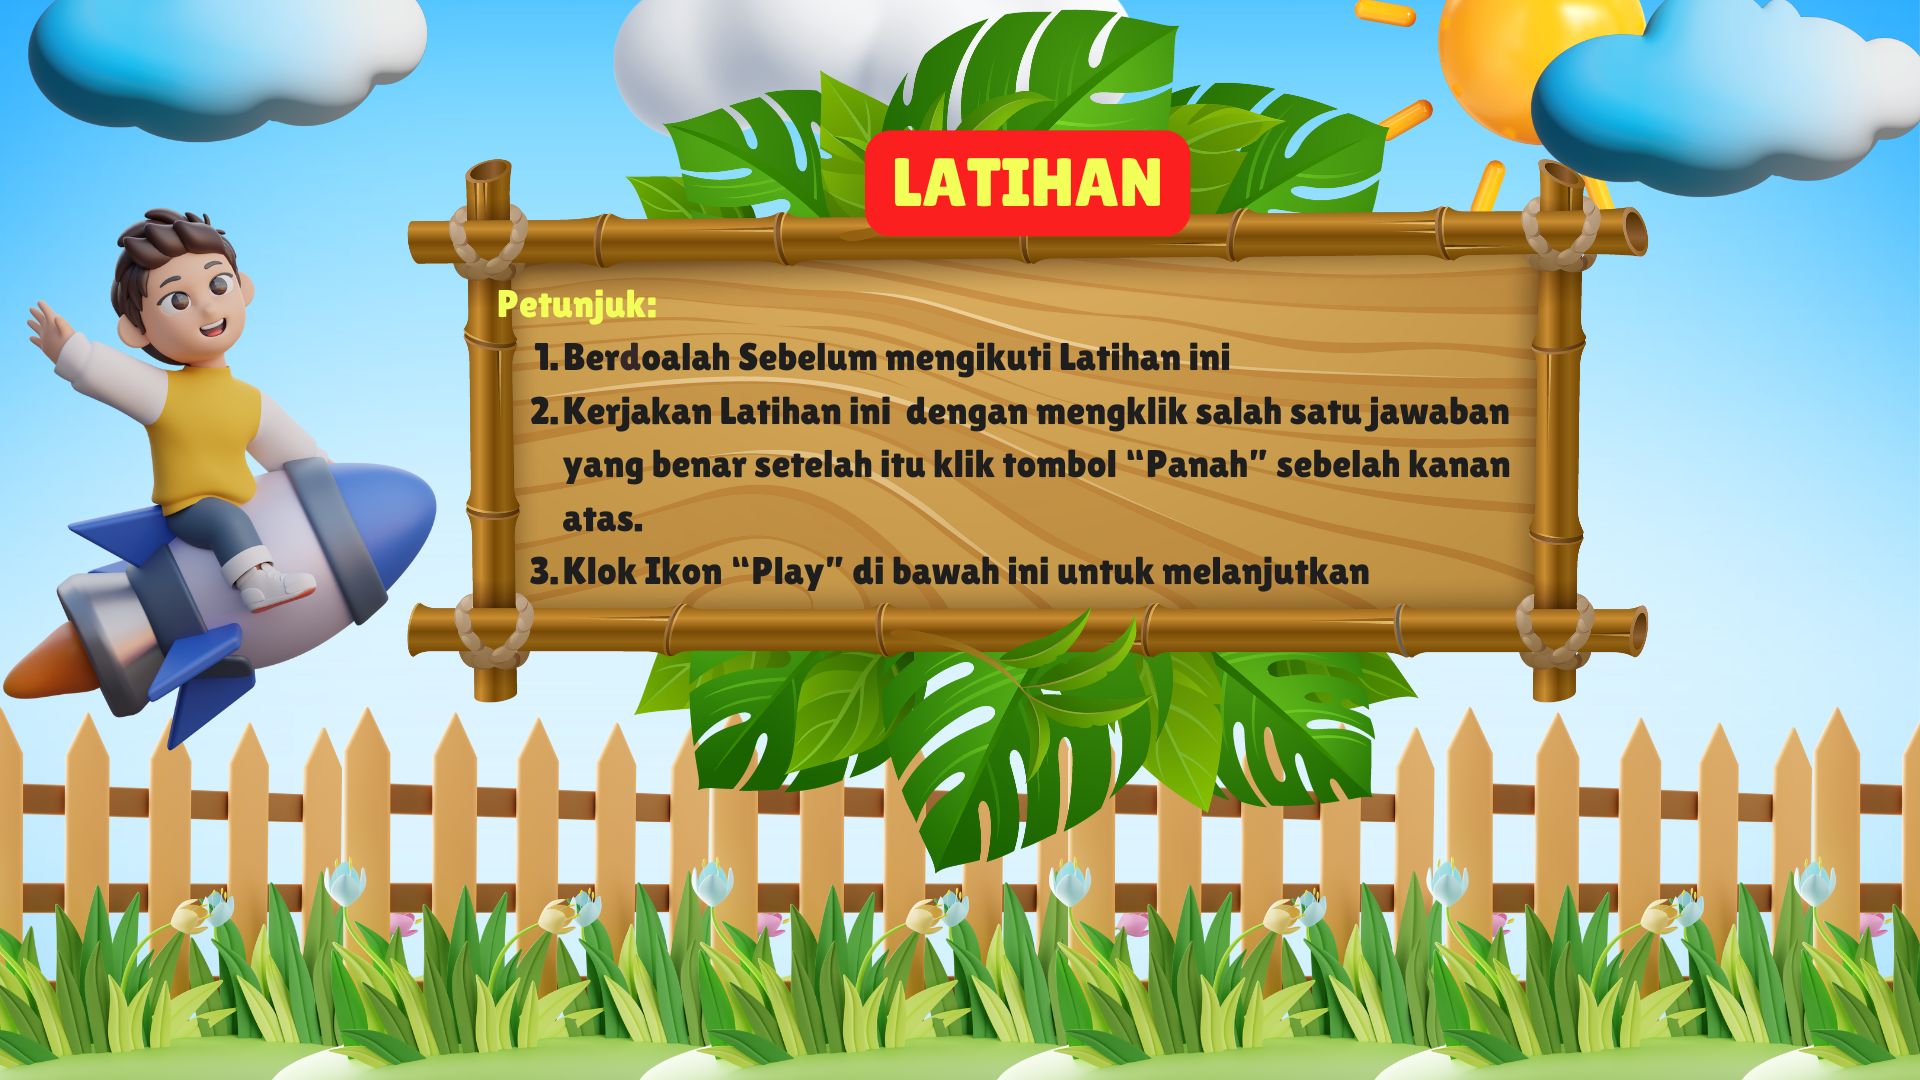 LATIHAN
Petunjuk:
1. Berdoalah Sebelum mengikuti Latihan ini
2. Kerjakan Latihan ini dengan mengklik salah satu jawaban
yang benar setelah itu klik tombol “Panah” sebelah kanan
atas.
3. Klok Ikon “Play” di bawah ini untuk melanjutkan